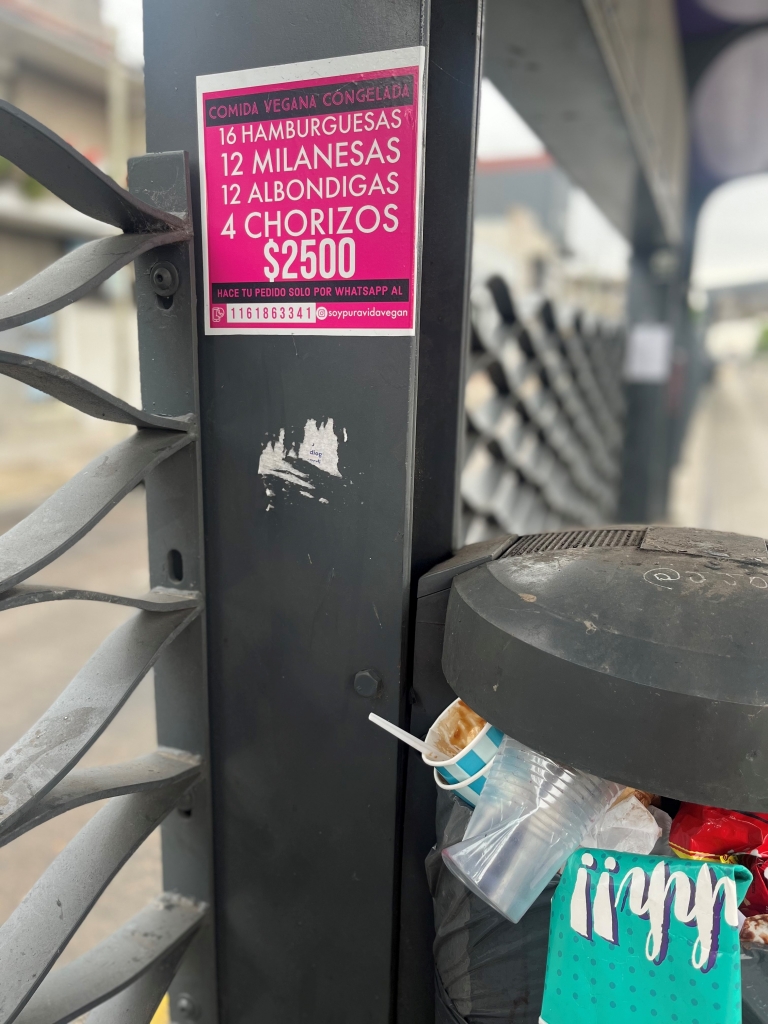 COMIDA VEGANA CONGELADA
16 HAMBURGUESAS
12 MILANESAS
12 ALBONDIGAS
4 CHORIZOS
$2500
HACE TU PEDIDO SOLO POR WHATSAPP AL
1161863341 @soypuravidavegan